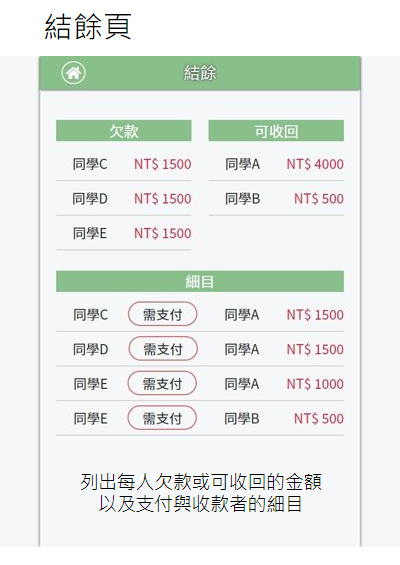 結餘頁
結餘
欠款
同學C NT$ 1500
同學D NT$ 1500
同學E NT$ 1500
可收回
同學A NT$ 4000
同學B NT$ 500
細目
同學C 需支付 同學A NT$ 1500
同學D 需支付 同學A NT$ 1500
同學E 需支付 同學A NT$ 1000
同學E 需支付 同學B NT$ 500
列出每人欠款或可收回的金額
以及支付與收款者的細目